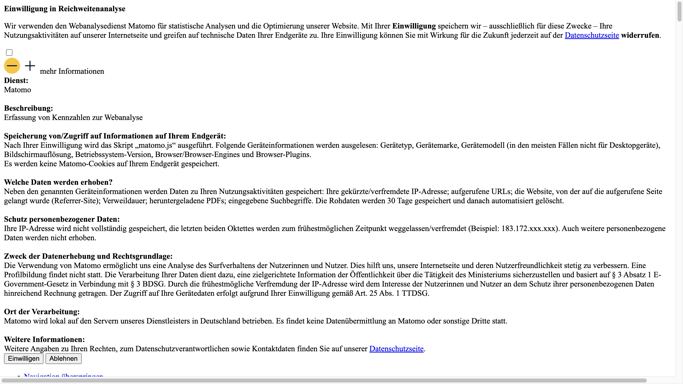 Einwilligung in Reichweitenanalyse
Wir verwenden den Webanalysedienst Matomo für statistische Analysen und die Optimierung unserer Website. Mit Ihrer Einwilligung speichern wir – ausschließlich für diese Zwecke – Ihre
Nutzungsaktivitäten auf unserer Internetseite und greifen auf technische Daten Ihrer Endgeräte zu. Ihre Einwilligung können Sie mit Wirkung für die Zukunft jederzeit auf der Datenschutzseite widerrufen.
mehr Informationen
Dienst:
Matomo
Beschreibung:
Erfassung von Kennzahlen zur Webanalyse
Speicherung von/Zugriff auf Informationen auf Ihrem Endgerät:
Nach Ihrer Einwilligung wird das Skript „matomo.js" ausgeführt. Folgende Geräteinformationen werden ausgelesen: Gerätetyp, Gerätemarke, Gerätemodell (in den meisten Fällen nicht für Desktopgeräte),
Bildschirmauflösung, Betriebssystem-Version, Browser/Browser-Engines und Browser-Plugins.
Es werden keine Matomo-Cookies auf Ihrem Endgerät gespeichert.
Welche Daten werden erhoben?
Neben den genannten Geräteinformationen werden Daten zu Ihren Nutzungsaktivitäten gespeichert: Ihre gekürzte/verfremdete IP-Adresse; aufgerufene URLs; die Website, von der auf die aufgerufene Seite
gelangt wurde (Referrer-Site); Verweildauer; heruntergeladene PDFs; eingegebene Suchbegriffe. Die Rohdaten werden 30 Tage gespeichert und danach automatisiert gelöscht.
Schutz personenbezogener Daten:
Ihre IP-Adresse wird nicht vollständig gespeichert, die letzten beiden Oktettes werden zum frühestmöglichen Zeitpunkt weggelassen/verfremdet (Beispiel: 183.172.xxx.xxx). Auch weitere personenbezogene
Daten werden nicht erhoben.
Zweck der Datenerhebung und Rechtsgrundlage:
Die Verwendung von Matomo ermöglicht uns eine Analyse des Surfverhaltens der Nutzerinnen und Nutzer. Dies hilft uns, unsere Internetseite und deren Nutzerfreundlichkeit stetig zu verbessern. Eine
Profilbildung findet nicht statt. Die Verarbeitung Ihrer Daten dient dazu, eine zielgerichtete Information der Öffentlichkeit über die Tätigkeit des Ministeriums sicherzustellen und basiert auf § 3 Absatz 1 E-
Government-Gesetz in Verbindung mit § 3 BDSG. Durch die frühestmögliche Verfremdung der IP-Adresse wird dem Interesse der Nutzerinnen und Nutzer an dem Schutz ihrer personenbezogenen Daten
hinreichend Rechnung getragen. Der Zugriff auf Ihre Gerätedaten erfolgt aufgrund Ihrer Einwilligung gemäß Art. 25 Abs. 1 TTDSG.
Ort der Verarbeitung:
Matomo wird lokal auf den Servern unseres Dienstleisters in Deutschland betrieben. Es findet keine Datenübermittlung an Matomo oder sonstige Dritte statt.
Weitere Informationen:
Weitere Angaben zu Ihren Rechten, zum Datenschutzverantwortlichen sowie Kontaktdaten finden Sie auf unserer Datenschutzseite.
Einwilligen Ablehnen
Navigation überspringen